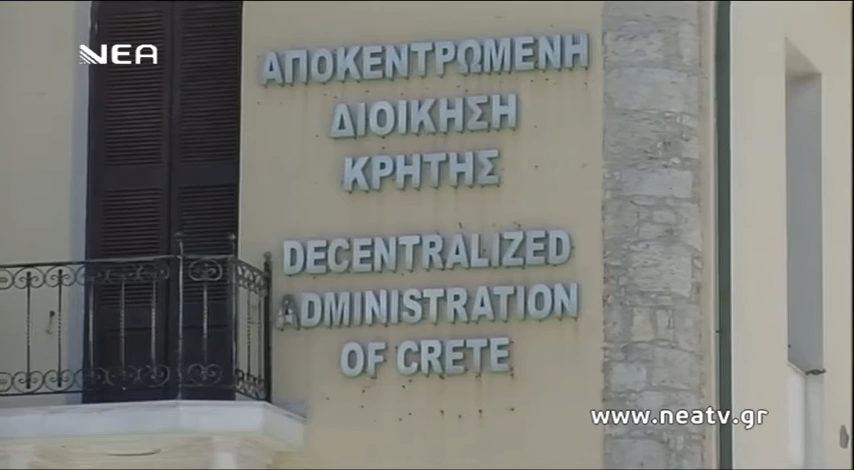 NEA
ΑΠΟΚΕΝΤΡΩΜΕΝΗ
ΔΙΟΙΚΗΣΗ
ΚΡΗΤΗΣ
DECENTRALIZED
ADMINISTRATION
OF CRETE
www.neatv.gr